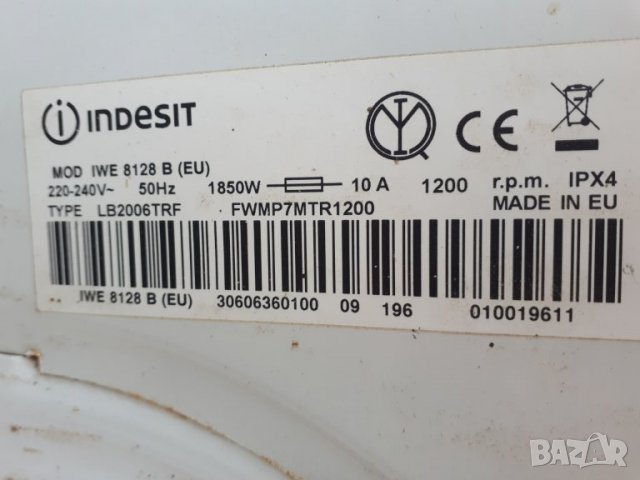 INDESIT
CE
MOD IWE 8128 B (EU)
220-240V~ 50Hz 1850W 10 A 1200 r.p.m. IPX4
TYPE LB2006TRF FWMP7MTR1200 MADE IN EU
IWE 8128 B (EU) 30606360100 09 196 010019611
BAZAR